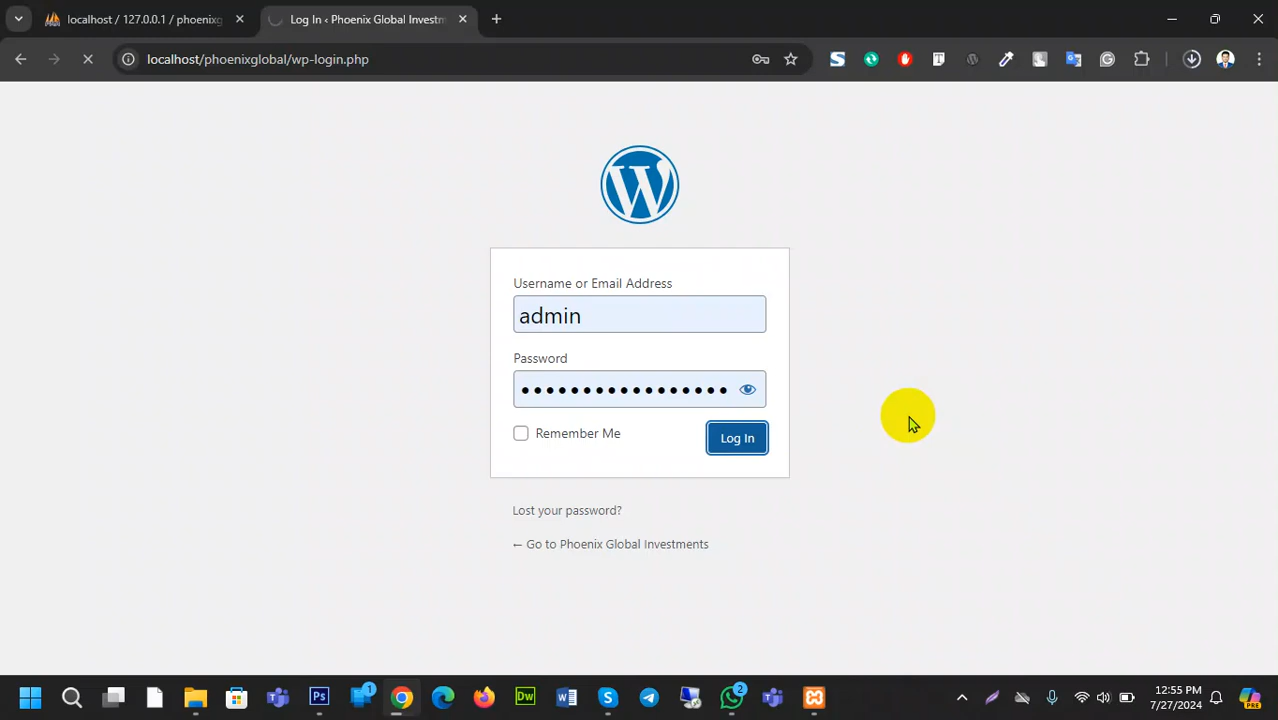 localhost / 127.0.0.1 / phoenixg
Log In ‹ Phoenix Global Investm
localhost/phoenixglobal/wp-login.php
Username or Email Address
admin
Password
Remember Me
Log In
Lost your password?
← Go to Phoenix Global Investments
12:55 PM
7/27/2024